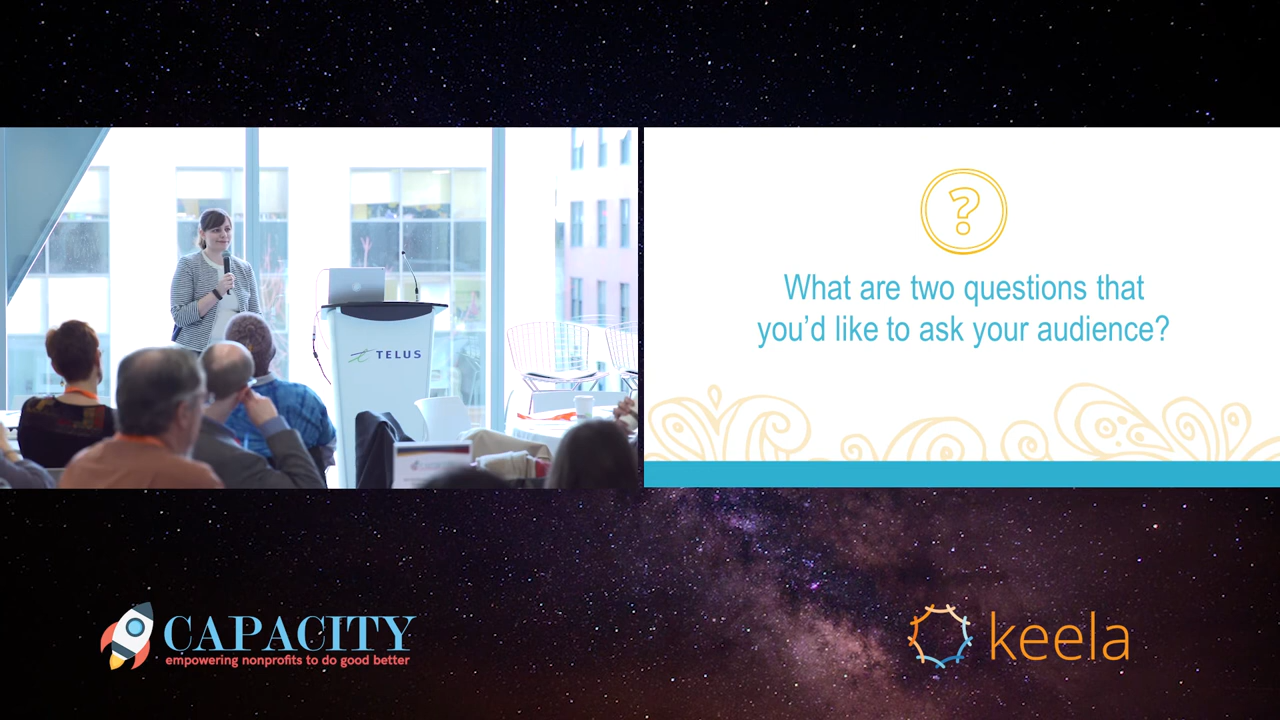 TELUS
?
What are two questions that
you'd like to ask your audience?
CAPACITY
empowering nonprofits to do good better
keela